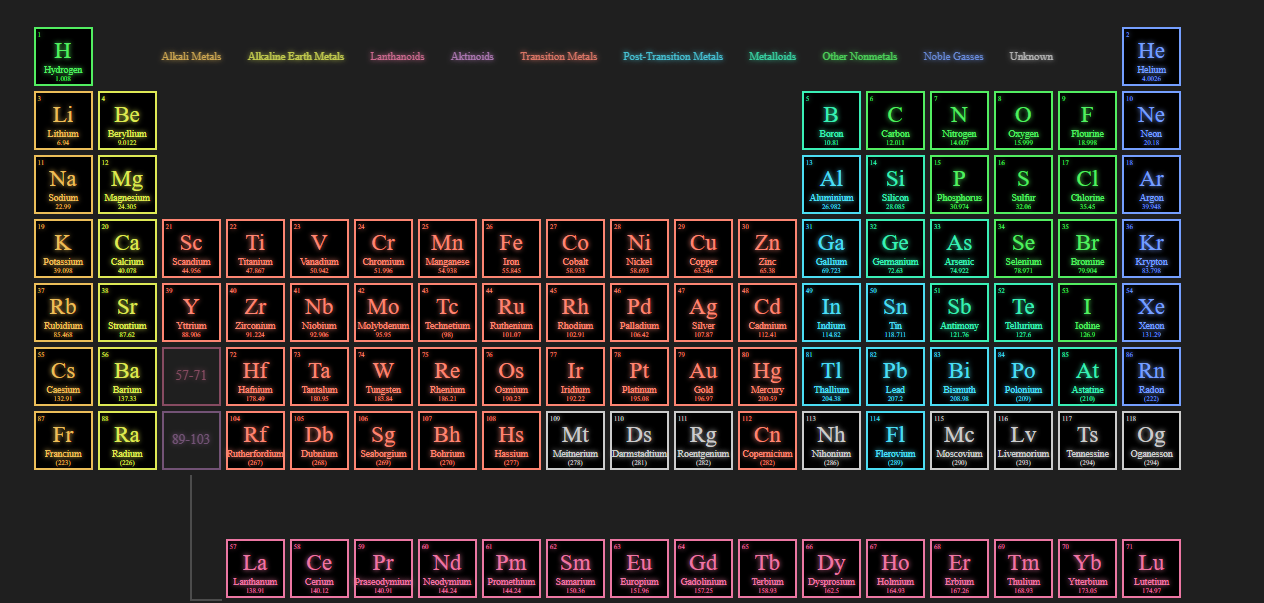 1 2
H Alkali Metals Alkaline Earth Metals Lanthanoids Aktinoids Transition Metals Post-Transition Metals Metalloids Other Nonmetals Noble Gasses Unknown He
Hydrogen Helium
1.008 4.0026
3 4 5 6 7 8 9 10
Li Be B C N O F Ne
Lithium Beryllium Boron Carbon Nitrogen Oxygen Flourine Neon
6.94 9.0122 10.81 12.011 14.007 15.999 18.998 20.18
11 12 13 14 15 16 17 18
Na Mg Al Si P S Cl Ar
Sodium Magnesium Aluminium Silicon Phosphorus Sulfur Chlorine Argon
22.99 24.305 26.982 28.085 30.974 32.06 35.45 39.948
19 20 21 22 23 24 25 26 27 28 29 30 31 32 33 34 35 36
K Ca Sc Ti V Cr Mn Fe Co Ni Cu Zn Ga Ge As Se Br Kr
Potassium Calcium Scandium Titanium Vanadium Chromium Manganese Iron Cobalt Nickel Copper Zinc Gallium Germanium Arsenic Selenium Bromine Krypton
39.098 40.078 44.956 47.867 50.942 51.996 54.938 55.845 58.933 58.693 63.546 65.38 69.723 72.63 74.922 78.971 79.904 83.798
37 38 39 40 41 42 43 44 45 46 47 48 49 50 51 52 53 54
Rb Sr Y Zr Nb Mo Tc Ru Rh Pd Ag Cd In Sn Sb Te I Xe
Rubidium Strontium Yttrium Zirconium Niobium Molybdenum Technetium Ruthenium Rhodium Palladium Silver Cadmium Indium Tin Antimony Tellurium Iodine Xenon
85.468 87.62 88.906 91.224 92.906 95.95 (98) 101.07 102.91 106.42 107.87 112.41 114.82 118.711 121.76 127.6 126.9 131.29
55 56 72 73 74 75 76 77 78 79 80 81 82 83 84 85 86
Cs Ba 57-71 Hf Ta W Re Os Ir Pt Au Hg Tl Pb Bi Po At Rn
Caesium Barium Hafnium Tantalum Tungsten Rhenium Osmium Iridium Platinum Gold Mercury Thallium Lead Bismuth Polonium Astatine Radon
132.91 137.33 178.49 180.95 183.84 186.21 190.23 192.22 195.08 196.97 200.59 204.38 207.2 208.98 (209) (210) (222)
87 88 104 105 106 107 108 109 110 111 112 113 114 115 116 117 118
Fr Ra 89-103 Rf Db Sg Bh Hs Mt Ds Rg Cn Nh Fl Mc Lv Ts Og
Francium Radium Rutherfordium Dubnium Seaborgium Bohrium Hassium Meitnerium Darmstadtium Roentgenium Copernicium Nihonium Flerovium Moscovium Livermorium Tennessine Oganesson
(223) (226) (267) (268) (269) (270) (277) (278) (281) (282) (282) (286) (289) (290) (293) (294) (294)
57 58 59 60 61 62 63 64 65 66 67 68 69 70 71
La Ce Pr Nd Pm Sm Eu Gd Tb Dy Ho Er Tm Yb Lu
Lanthanum Cerium Praseodymium Neodymium Promethium Samarium Europium Gadolinium Terbium Dysprosium Holmium Erbium Thulium Ytterbium Lutetium
138.91 140.12 140.91 144.24 144.24 150.36 151.96 157.25 158.93 162.5 164.93 167.26 168.93 173.05 174.97